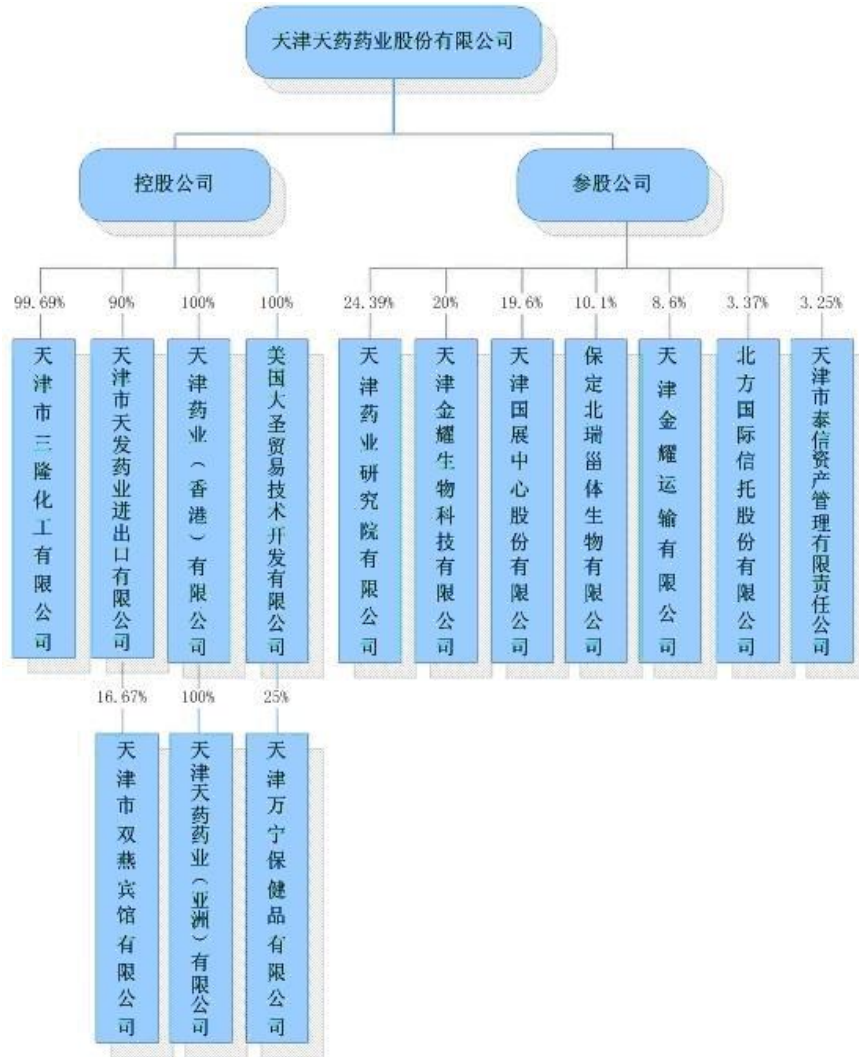 天津天药药业股份有限公司
控股公司
参股公司
99.69%
90%
100%
100%
24.39%
20%
19.6%
10.1%
8.6%
3.37%
3.25%
天津市三隆化工有限公司
天津市天发药业进出口有限公司
天津药业（香港）有限公司
美国大圣贸易技术开发有限公司
天津药业研究院有限公司
天津金耀生物科技有限公司
天津国展中心股份有限公司
保定北瑞甾体生物有限公司
天津金耀运输有限公司
北方国际信托股份有限公司
天津市泰信资产管理有限责任公司
16.67%
100%
25%
天津市双燕宾馆有限公司
天津天药药业（亚洲）有限公司
天津万宁保健品有限公司